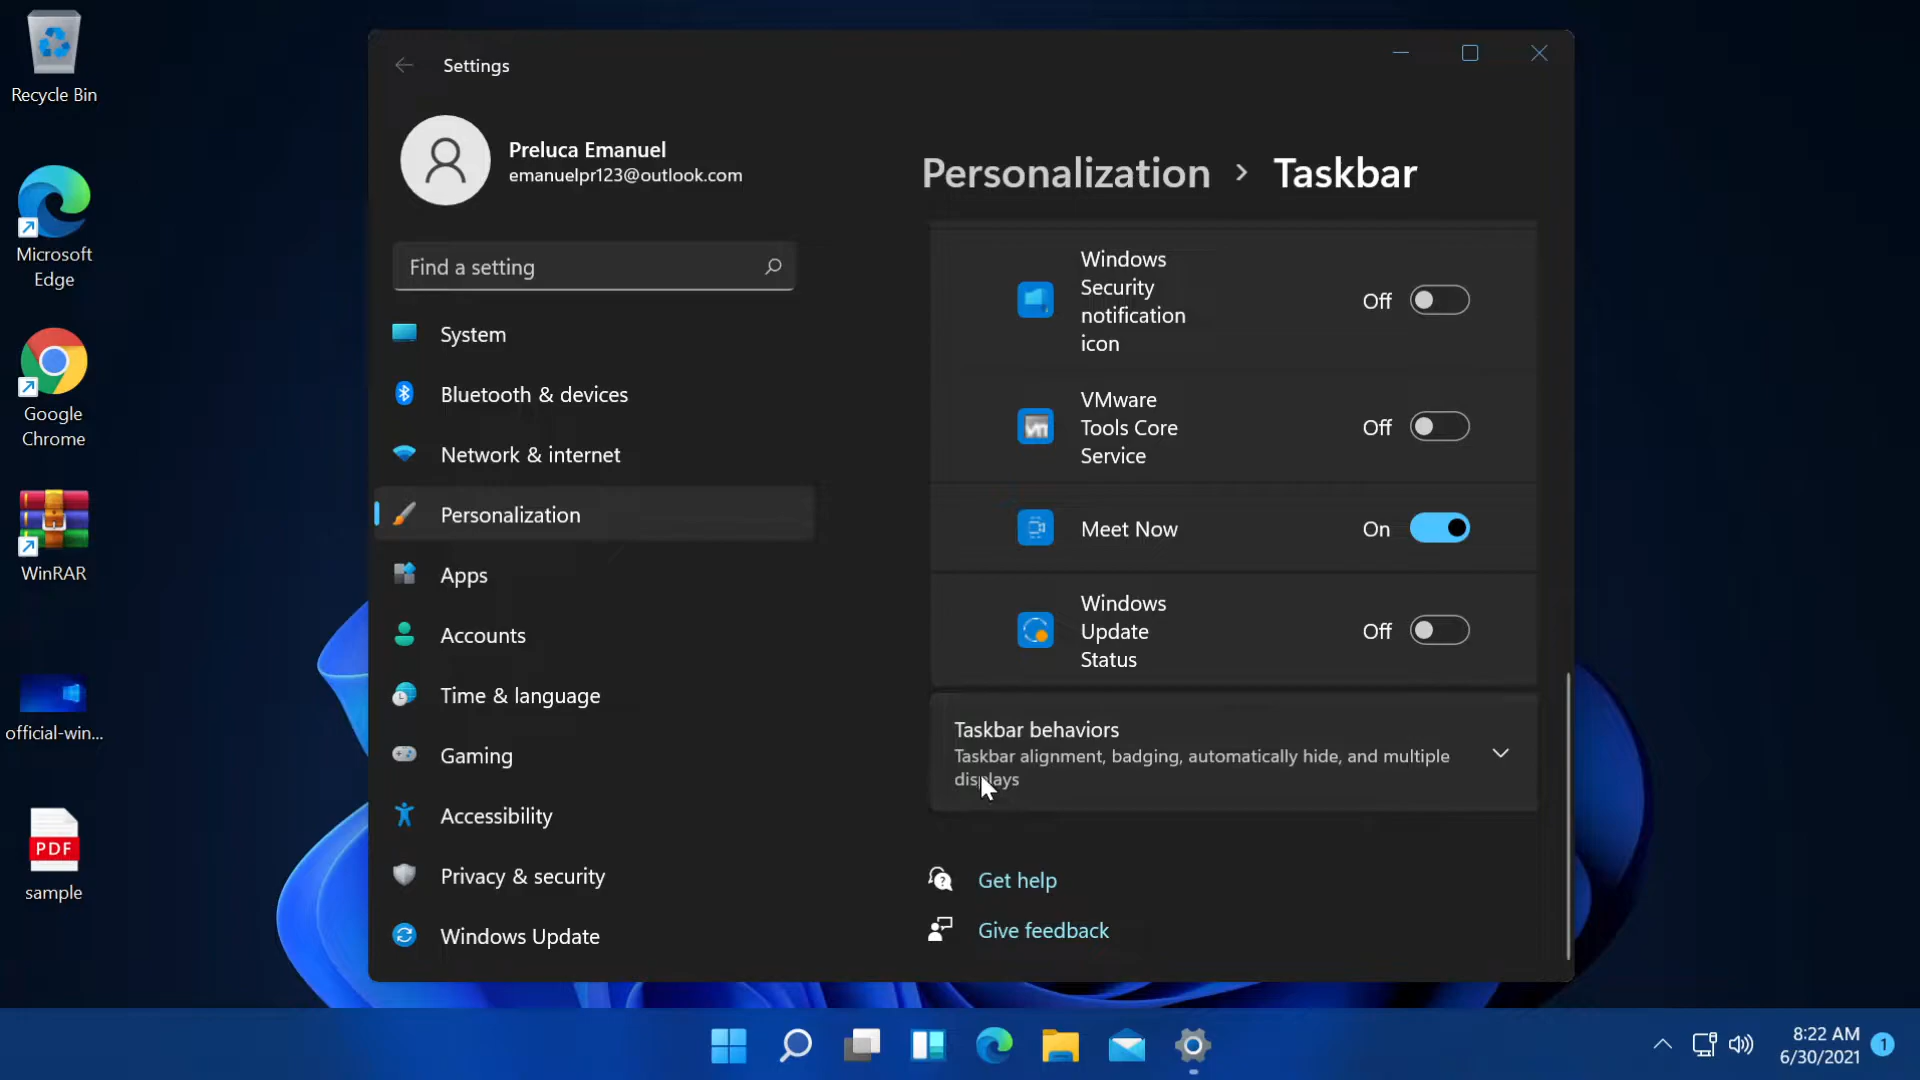 Recycle Bin
Microsoft
Edge
Google
Chrome
WinRAR
official-win...
PDF
sample
Settings
Preluca Emanuel
emanuelpr123@outlook.com
Find a setting
System
Bluetooth & devices
Network & internet
Personalization
Apps
Accounts
Time & language
Gaming
Accessibility
Privacy & security
Windows Update
Personalization > Taskbar
Windows
Security
notification
icon
Off
VMware
Tools Core
Service
Off
Meet Now
On
Windows
Update
Status
Off
Taskbar behaviors
Taskbar alignment, badging, automatically hide, and multiple
displays
Get help
Give feedback
8:22 AM
6/30/2021
1